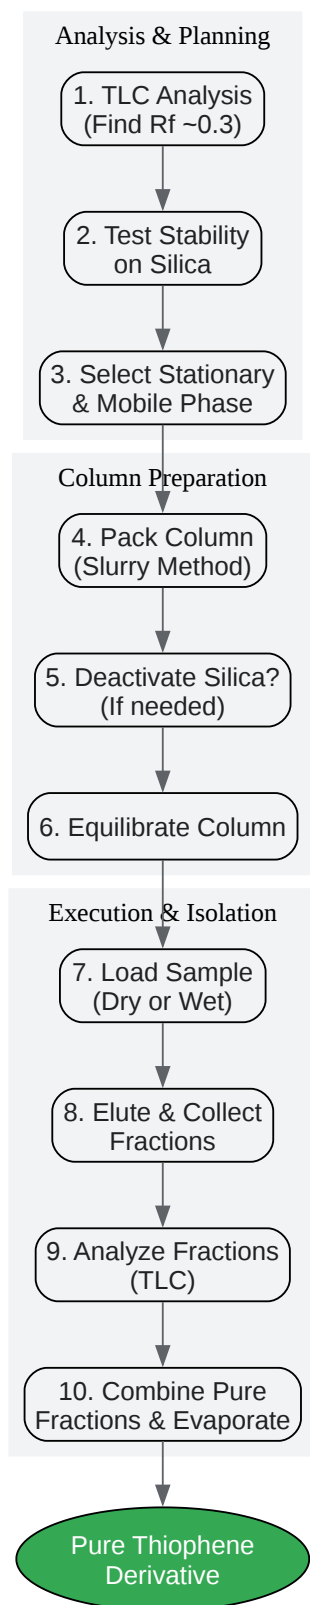 Analysis & Planning
1. TLC Analysis
(Find Rf ~0.3)
2. Test Stability
on Silica
3. Select Stationary
& Mobile Phase
Column Preparation
4. Pack Column
(Slurry Method)
5. Deactivate Silica?
(If needed)
6. Equilibrate Column
Execution & Isolation
7. Load Sample
(Dry or Wet)
8. Elute & Collect
Fractions
9. Analyze Fractions
(TLC)
10. Combine Pure
Fractions & Evaporate
Pure Thiophene
Derivative